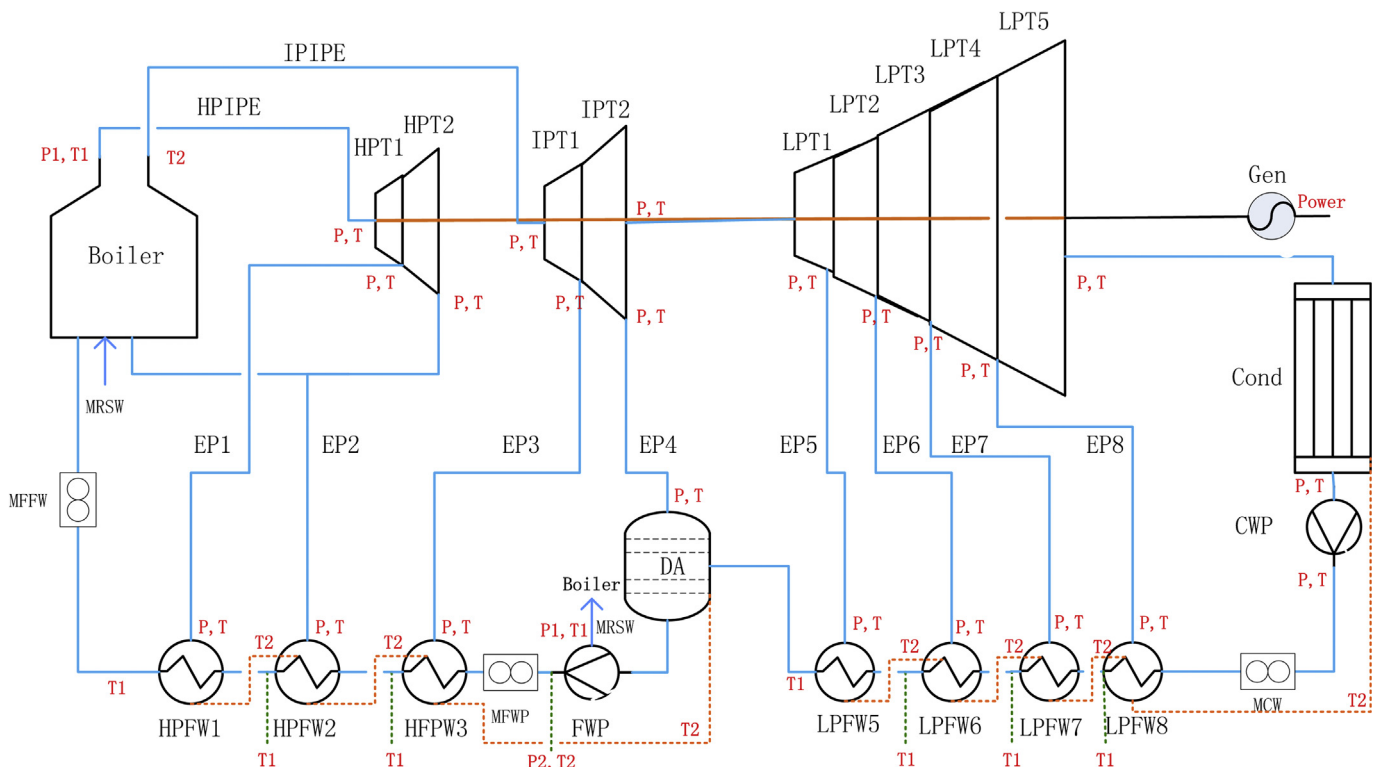 LPT5
LPT4
IPIPE
LPT3
HPIPE
IPT2
LPT2
HPT2
IPT1
LPT1
HPT1
P1, T1
T2
Gen
Power
P, T
P, T
P, T
Boiler
P, T
P, T
P, T
P, T
P, T
P, T
P, T
P, T
P, T
Cond
MRSW
EP1
EP2
EP3
EP4
EP5
EP6
EP7
EP8
MFFW
P, T
P, T
CWP
DA
Boiler
P, T
P, T
P, T
P, T
P1, T1
MRSW
P, T
P, T
P, T
P, T
T2
T2
T2
T2
T2
T1
T1
MFWP
MCW
T2
HPFW1
HPFW2
HFPW3
FWP
T2
LPFW5
LPFW6
LPFW7
LPFW8
T1
T1
P2, T2
T1
T1
T1